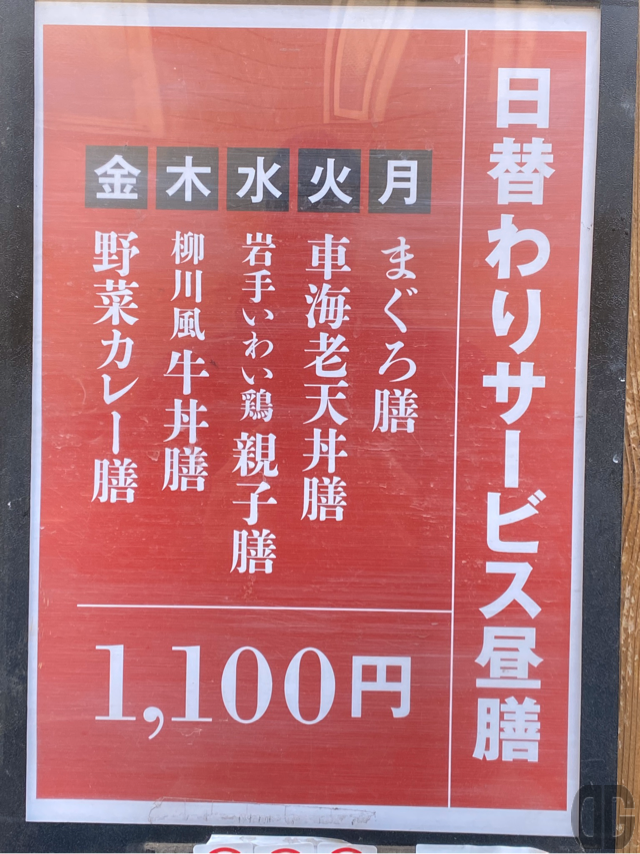 日替わりサービス昼膳
月
まぐろ膳
火
車海老天丼膳
水
岩手いわい鶏親子膳
木
柳川風牛丼膳
金
野菜カレー膳
1,100円
DG